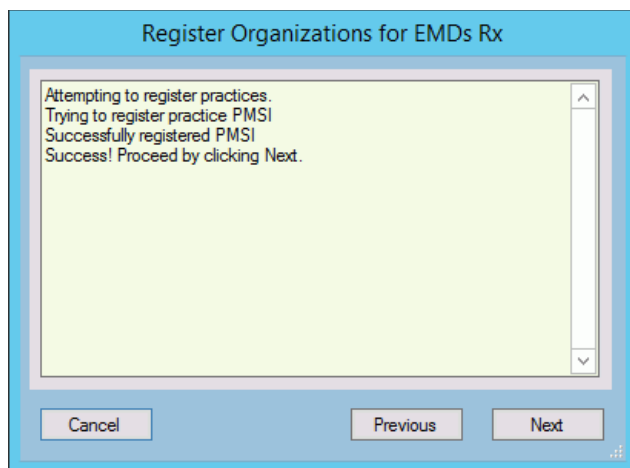 Register Organizations for EMDs Rx
Attempting to register practices.
Trying to register practice PMSI
Successfully registered PMSI
Success! Proceed by clicking Next.
Cancel
Previous
Next